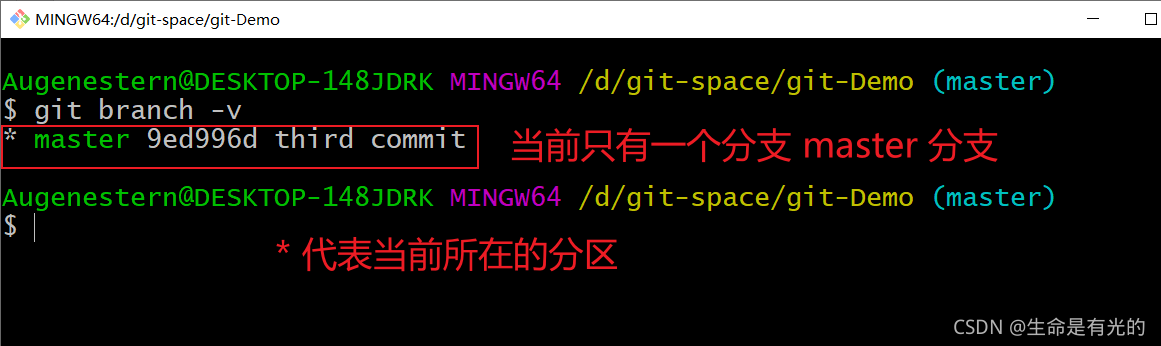 MINGW64:/d/git-space/git-Demo
Augenestern@DESKTOP-148JDRK MINGW64 /d/git-space/git-Demo (master)
$ git branch -v
* master 9ed996d third commit 当前只有一个分支 master 分支
Augenestern@DESKTOP-148JDRK MINGW64 /d/git-space/git-Demo (master)
$
* 代表当前所在的分区
CSDN @生命是有光的